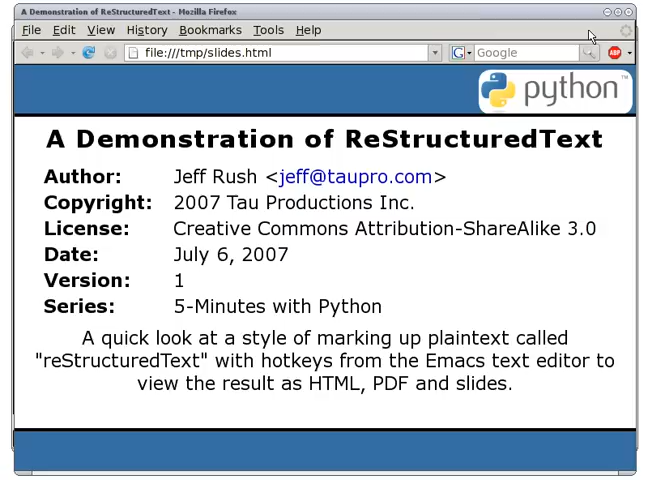 A Demonstration of ReStructuredText - Mozilla Firefox
File Edit View History Bookmarks Tools Help
file:///tmp/slides.html G Google ABP
python™
A Demonstration of ReStructuredText
Author: Jeff Rush <jeff@taupro.com>
Copyright: 2007 Tau Productions Inc.
License: Creative Commons Attribution-ShareAlike 3.0
Date: July 6, 2007
Version: 1
Series: 5-Minutes with Python
A quick look at a style of marking up plaintext called
"reStructuredText" with hotkeys from the Emacs text editor to
view the result as HTML, PDF and slides.